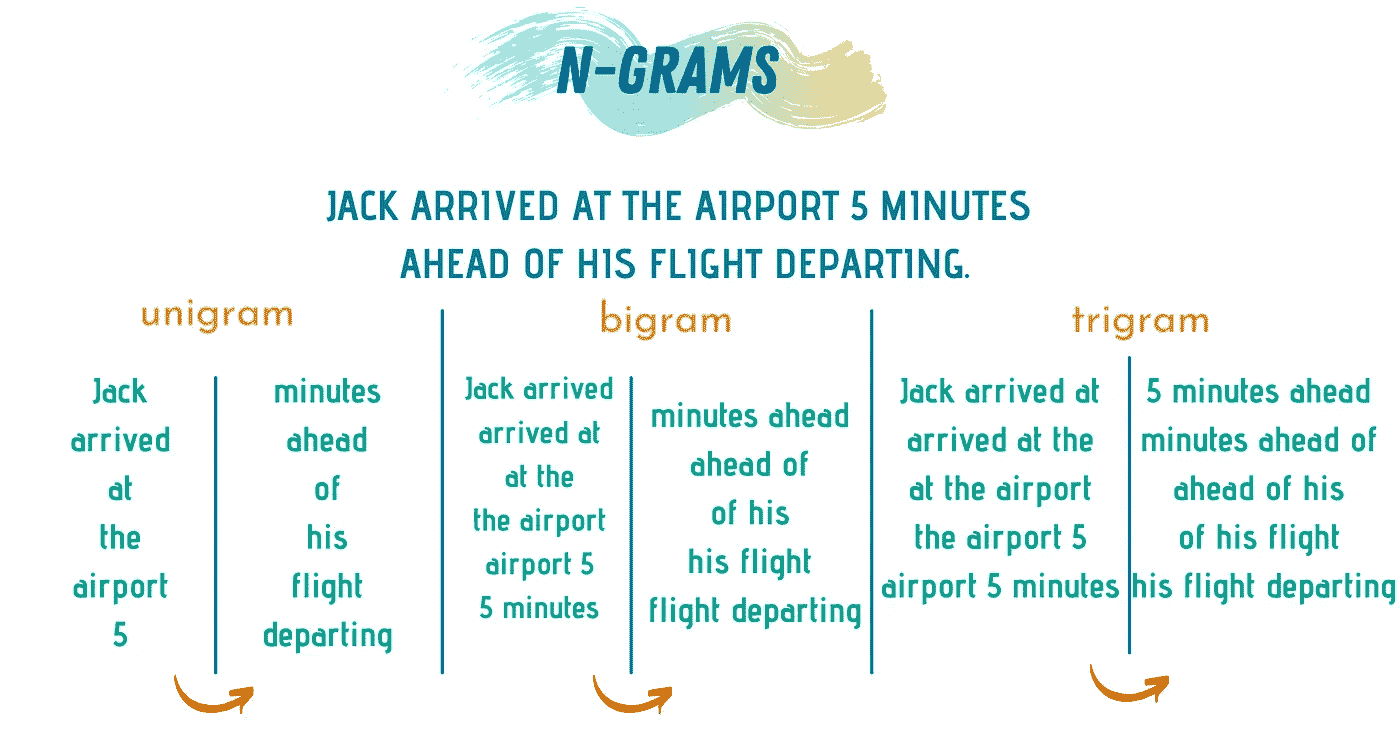 N-GRAMS
JACK ARRIVED AT THE AIRPORT 5 MINUTES
AHEAD OF HIS FLIGHT DEPARTING.
unigram
Jack
arrived
at
the
airport
5
minutes
ahead
of
his
flight
departing
bigram
Jack arrived
arrived at
at the
the airport
airport 5
5 minutes
minutes ahead
ahead of
of his
his flight
flight departing
trigram
Jack arrived at
arrived at the
at the airport
the airport 5
airport 5 minutes
5 minutes ahead
minutes ahead of
ahead of his
of his flight
his flight departing